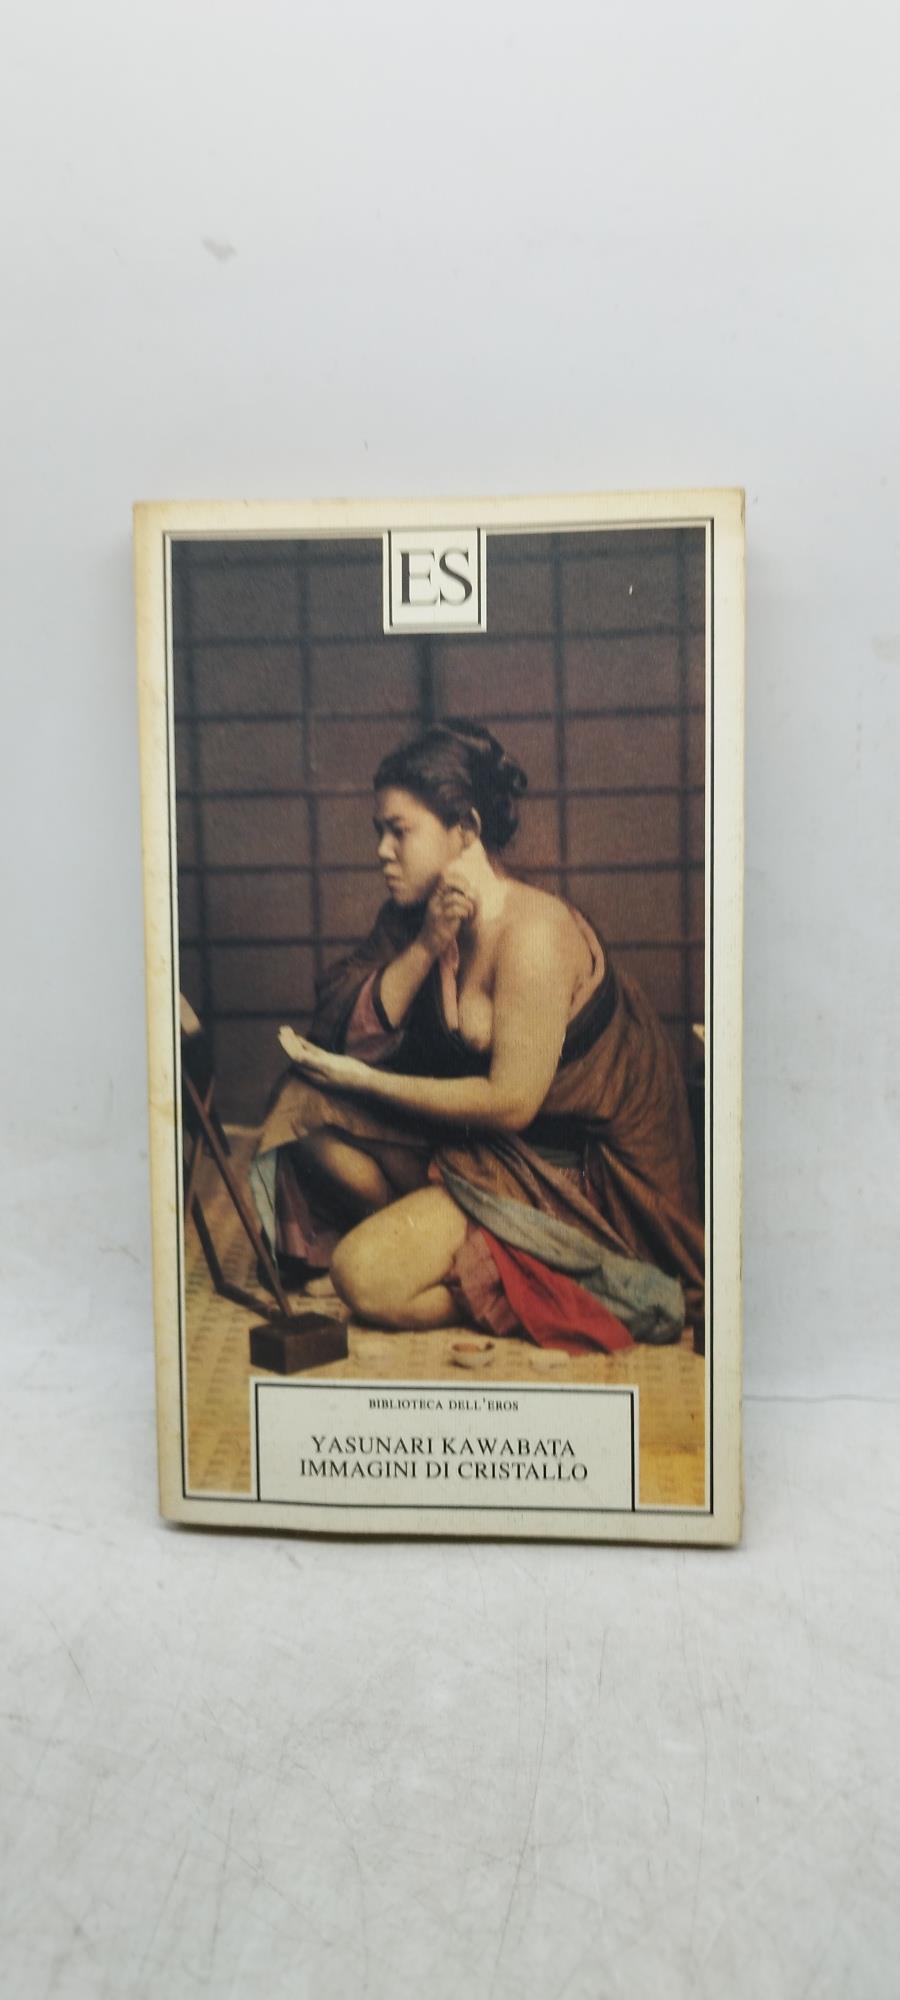 ES
BIBLIOTECA DELL'EROS
YASUNARI KAWABATA
IMMAGINI DI CRISTALLO